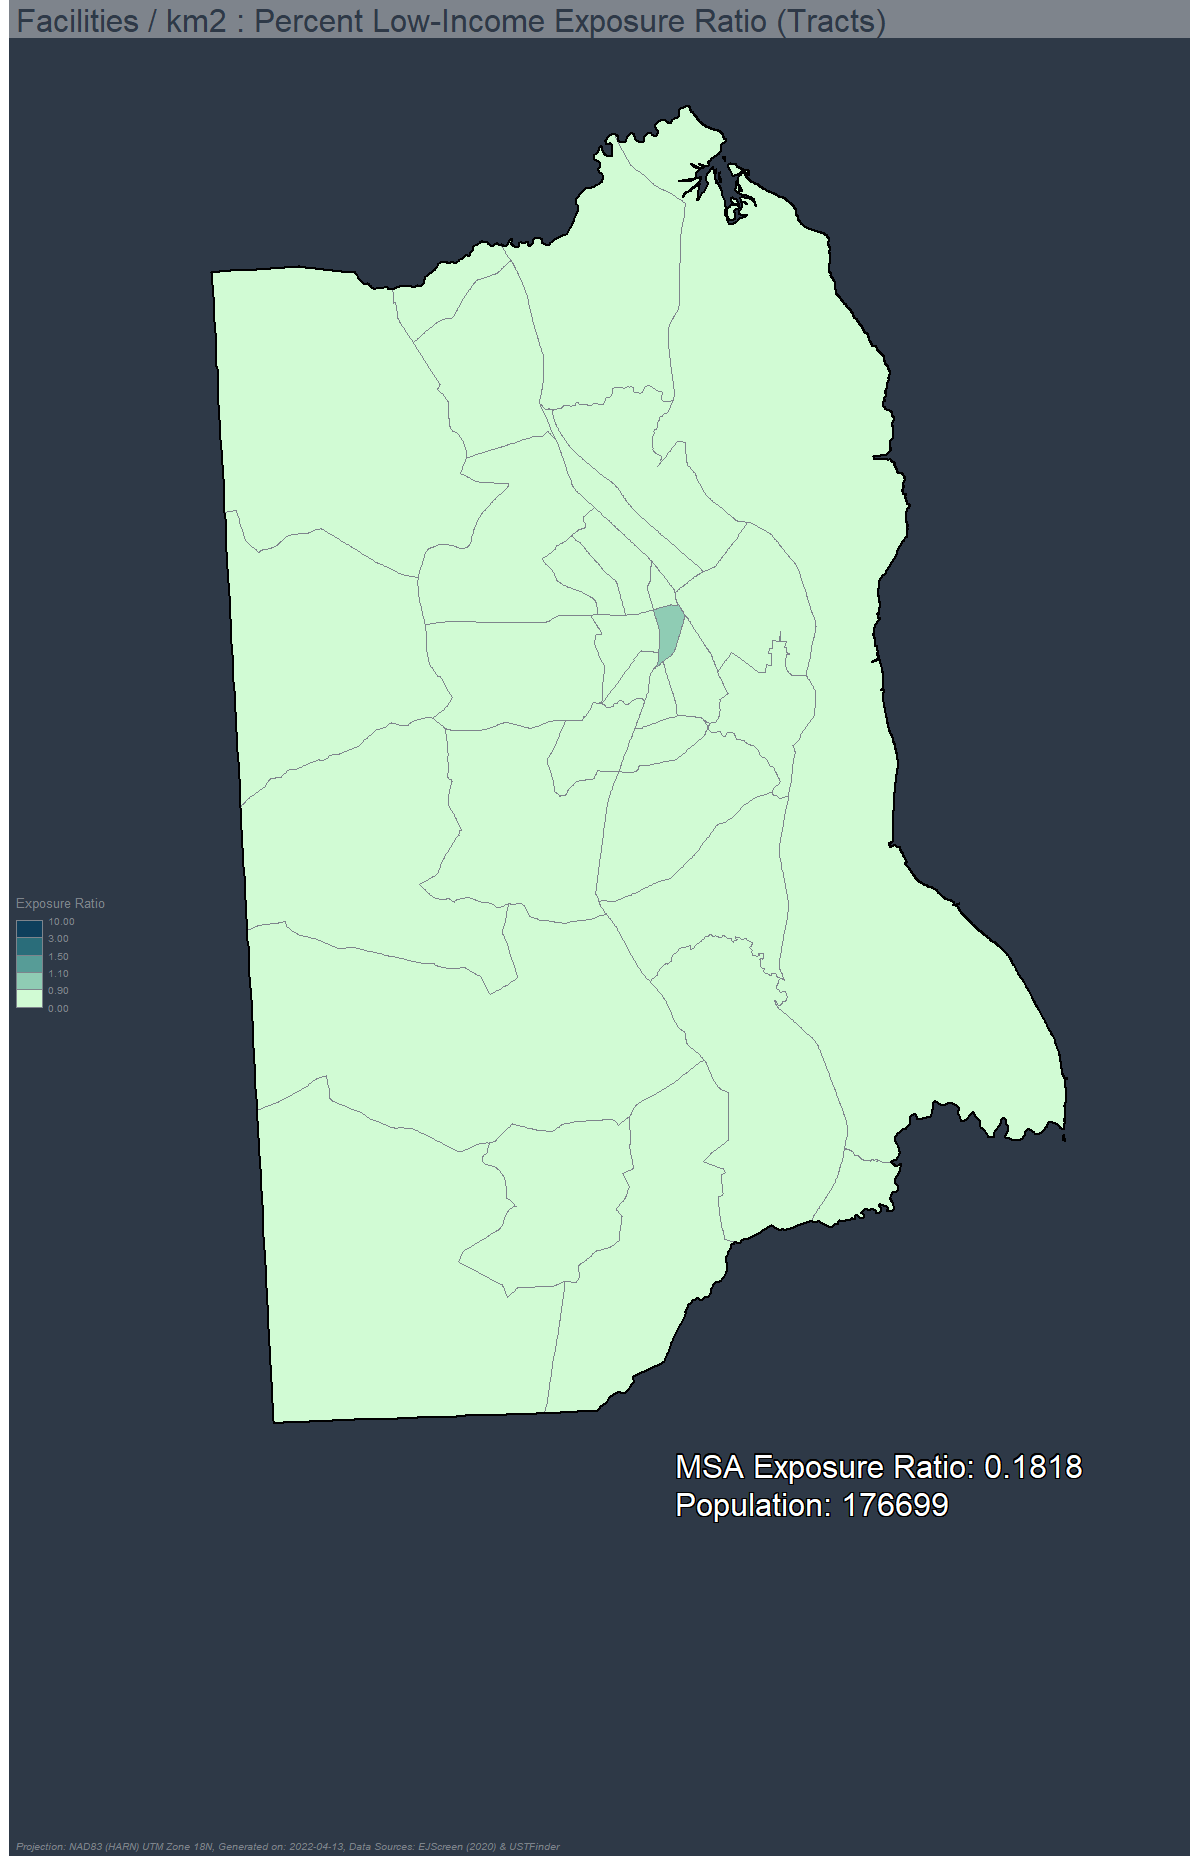 Facilities / km2 : Percent Low-Income Exposure Ratio (Tracts)
Exposure Ratio
10.00
3.00
1.50
1.10
0.90
0.00
MSA Exposure Ratio: 0.1818
Population: 176699
Projection: NAD83 (HARN) UTM Zone 18N, Generated on: 2022-04-13, Data Sources: EJScreen (2020) & USTFinder